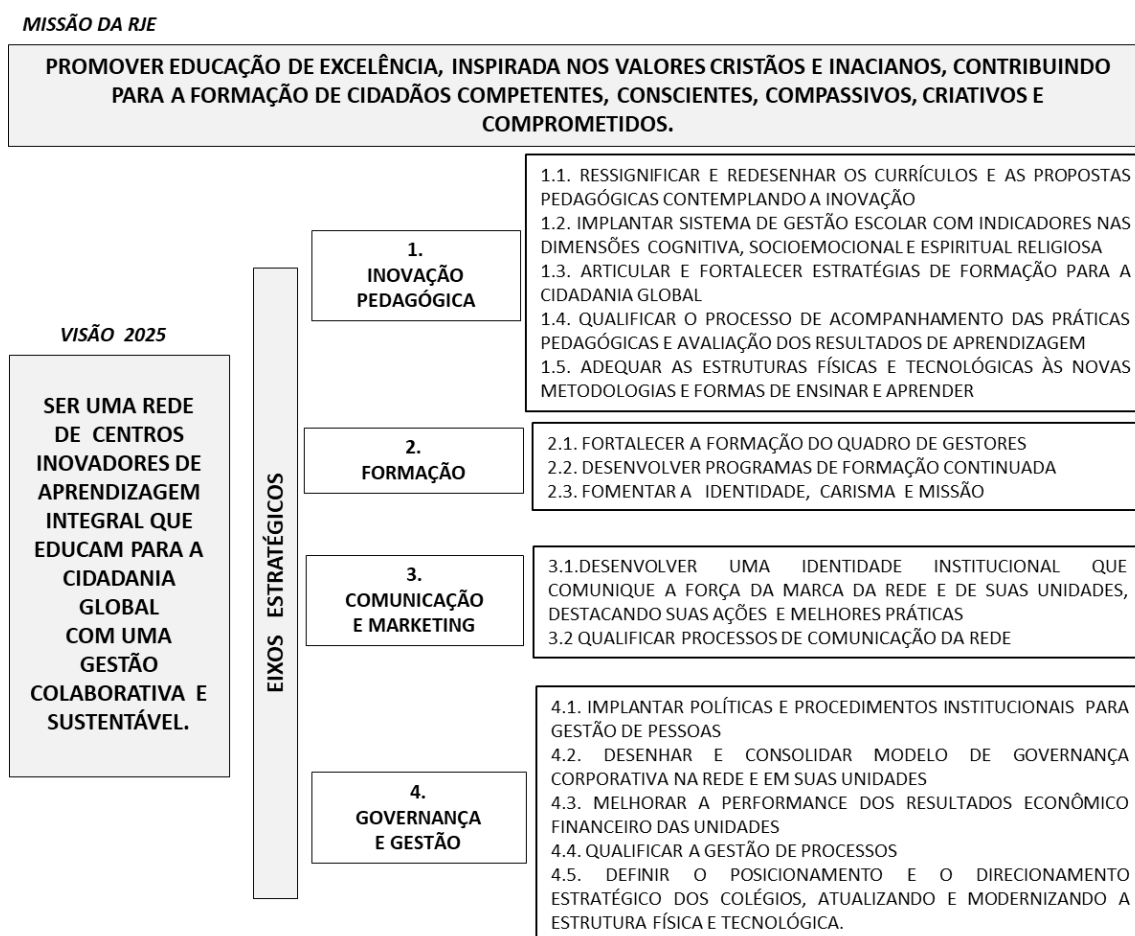 MISSÃO DA RJE
PROMOVER EDUCAÇÃO DE EXCELÊNCIA, INSPIRADA NOS VALORES CRISTÃOS E INACIANOS, CONTRIBUINDO
PARA A FORMAÇÃO DE CIDADÃOS COMPETENTES, CONSCIENTES, COMPASSIVOS, CRIATIVOS E
COMPROMETIDOS.
VISÃO 2025
SER UMA REDE
DE CENTROS
INOVADORES DE
APRENDIZAGEM
INTEGRAL QUE
EDUCAM PARA A
CIDADANIA
GLOBAL
COM UMA
GESTÃO
COLABORATIVA E
SUSTENTÁVEL.
EIXOS ESTRATÉGICOS
1.
INOVAÇÃO
PEDAGÓGICA
1.1. RESSIGNIFICAR E REDESENHAR OS CURRÍCULOS E AS PROPOSTAS
PEDAGÓGICAS CONTEMPLANDO A INOVAÇÃO
1.2. IMPLANTAR SISTEMA DE GESTÃO ESCOLAR COM INDICADORES NAS
DIMENSÕES COGNITIVA, SOCIOEMOCIONAL E ESPIRITUAL RELIGIOSA
1.3. ARTICULAR E FORTALECER ESTRATÉGIAS DE FORMAÇÃO PARA A
CIDADANIA GLOBAL
1.4. QUALIFICAR O PROCESSO DE ACOMPANHAMENTO DAS PRÁTICAS
PEDAGÓGICAS E AVALIAÇÃO DOS RESULTADOS DE APRENDIZAGEM
1.5. ADEQUAR AS ESTRUTURAS FÍSICAS E TECNOLÓGICAS ÀS NOVAS
METODOLOGIAS E FORMAS DE ENSINAR E APRENDER
2.
FORMAÇÃO
2.1. FORTALECER A FORMAÇÃO DO QUADRO DE GESTORES
2.2. DESENVOLVER PROGRAMAS DE FORMAÇÃO CONTINUADA
2.3. FOMENTAR A IDENTIDADE, CARISMA E MISSÃO
3.
COMUNICAÇÃO
E MARKETING
3.1.DESENVOLVER UMA IDENTIDADE INSTITUCIONAL QUE
COMUNIQUE A FORÇA DA MARCA DA REDE E DE SUAS UNIDADES,
DESTACANDO SUAS AÇÕES E MELHORES PRÁTICAS
3.2 QUALIFICAR PROCESSOS DE COMUNICAÇÃO DA REDE
4.
GOVERNANÇA
E GESTÃO
4.1. IMPLANTAR POLÍTICAS E PROCEDIMENTOS INSTITUCIONAIS PARA
GESTÃO DE PESSOAS
4.2. DESENHAR E CONSOLIDAR MODELO DE GOVERNANÇA
CORPORATIVA NA REDE E EM SUAS UNIDADES
4.3. MELHORAR A PERFORMANCE DOS RESULTADOS ECONÔMICO
FINANCEIRO DAS UNIDADES
4.4. QUALIFICAR A GESTÃO DE PROCESSOS
4.5. DEFINIR O POSICIONAMENTO E O DIRECIONAMENTO
ESTRATÉGICO DOS COLÉGIOS, ATUALIZANDO E MODERNIZANDO A
ESTRUTURA FÍSICA E TECNOLÓGICA.